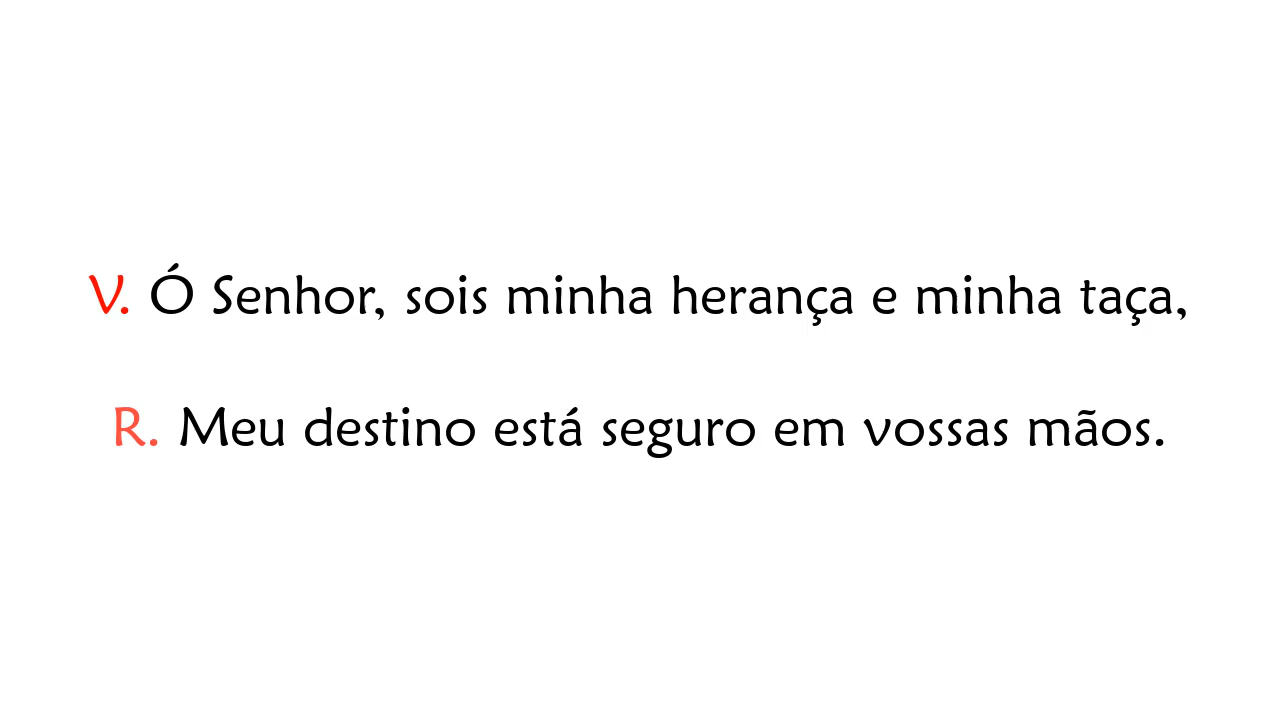 V. Ó Senhor, sois minha herança e minha taça,
R. Meu destino está seguro em vossas mãos.